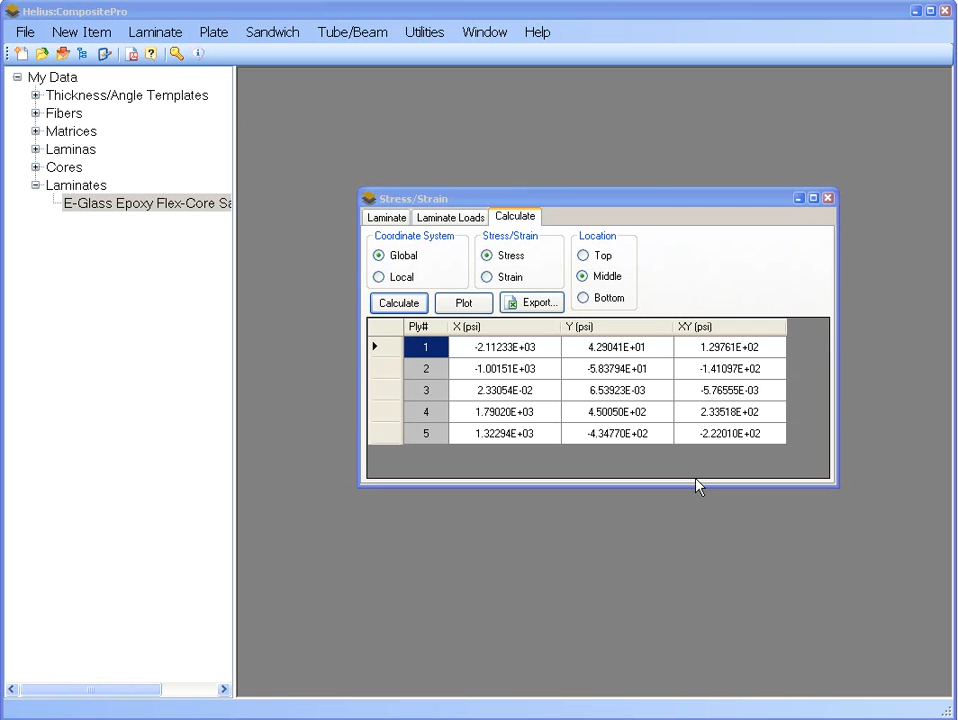 Helius:CompositePro
File New Item Laminate Plate Sandwich Tube/Beam Utilities Window Help
My Data
Thickness/Angle Templates
Fibers
Matrices
Laminas
Cores
Laminates
E-Glass Epoxy Flex-Core Sa
Stress/Strain
Laminate Laminate Loads Calculate
Coordinate System Stress/Strain Location
Global Stress Top
Local Strain Middle
Bottom
Calculate Plot Export...
Ply# X (psi) Y (psi) XY (psi)
1 -2.11233E+03 4.29041E+01 1.29761E+02
2 -1.00151E+03 -5.83794E+01 -1.41097E+02
3 2.33054E-02 6.53923E-03 -5.76555E-03
4 1.79020E+03 4.50050E+02 2.33518E+02
5 1.32294E+03 -4.34770E+02 -2.22010E+02